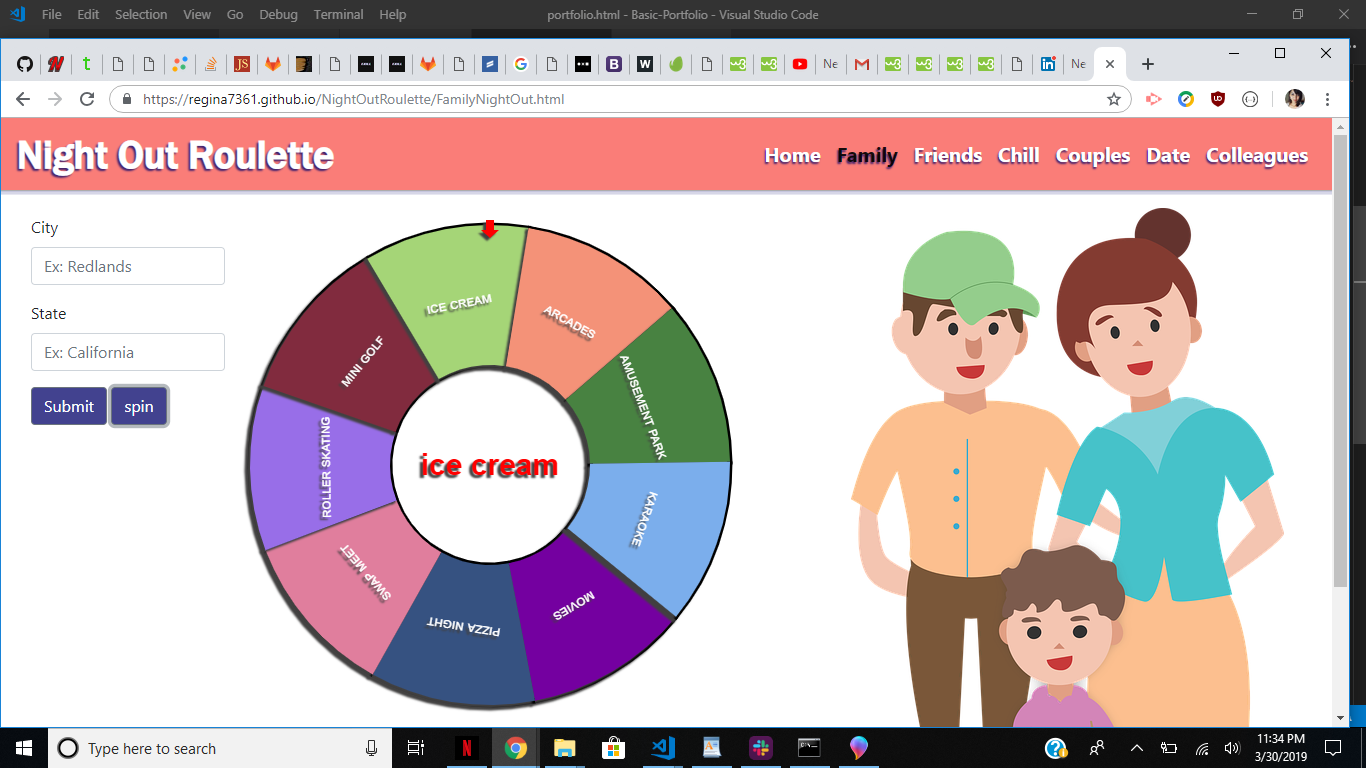 File Edit Selection View Go Debug Terminal Help
portfolio.html - Basic-Portfolio - Visual Studio Code
Ne
Ne
https://regina7361.github.io/NightOutRoulette/FamilyNightOut.html
Night Out Roulette
Home Family Friends Chill Couples Date Colleagues
City
Ex: Redlands
State
Ex: California
Submit spin
ICE CREAM
ARCADES
AMUSEMENT PARK
KARAOKE
MOVIES
PIZZA NIGHT
SWAP MEET
ROLLER SKATING
MINI GOLF
ice cream
Type here to search
11:34 PM
3/30/2019